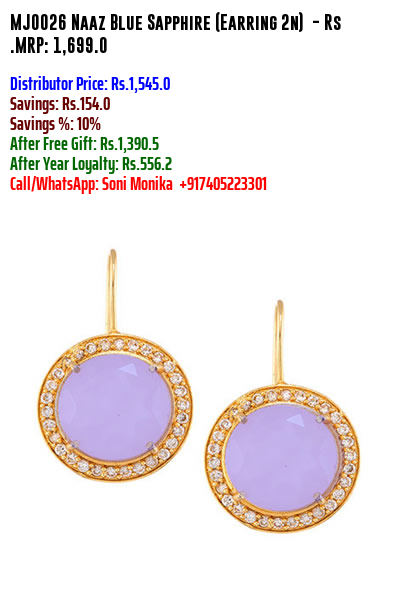 MJ0026 Naaz Blue Sapphire (Earring 2n) - Rs
.MRP: 1,699.0
Distributor Price: Rs.1,545.0
Savings: Rs.154.0
Savings %: 10%
After Free Gift: Rs.1,390.5
After Year Loyalty: Rs.556.2
Call/WhatsApp: Soni Monika +917405223301